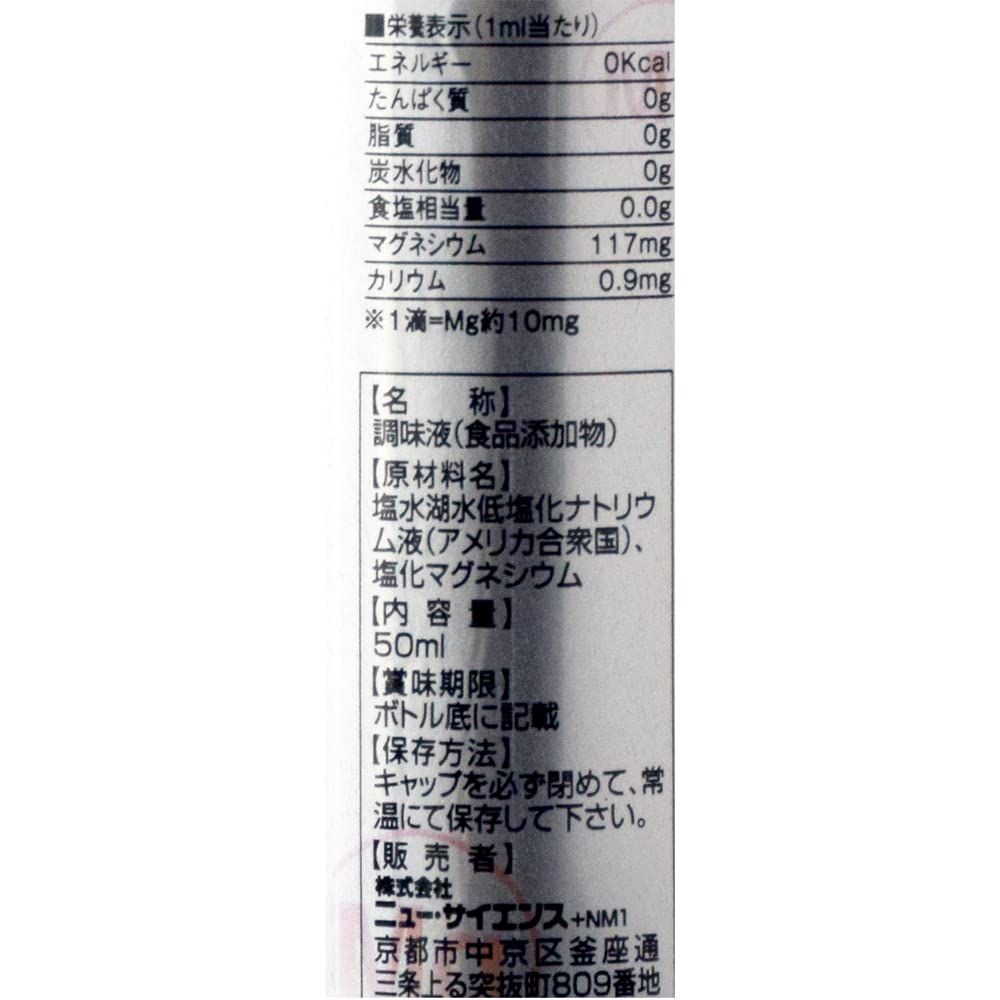 ■栄養表示(1ml当たり)
エネルギー 0Kcal
たんぱく質 0g
脂質 0g
炭水化物 0g
食塩相当量 0.0g
マグネシウム 117mg
カリウム 0.9mg
※1滴=Mg約10mg
【名 称】
調味液(食品添加物)
【原材料名】
塩水湖水低塩化ナトリウ
ム液(アメリカ合衆国)、
塩化マグネシウム
【内容量】
50ml
【賞味期限】
ボトル底に記載
【保存方法】
キャップを必ず閉めて、常
温にて保存して下さい。
【販売者】
株式会社
ニュー・サイエンス+NM1
京都市中京区釜座通
三条上る突抜町809番地